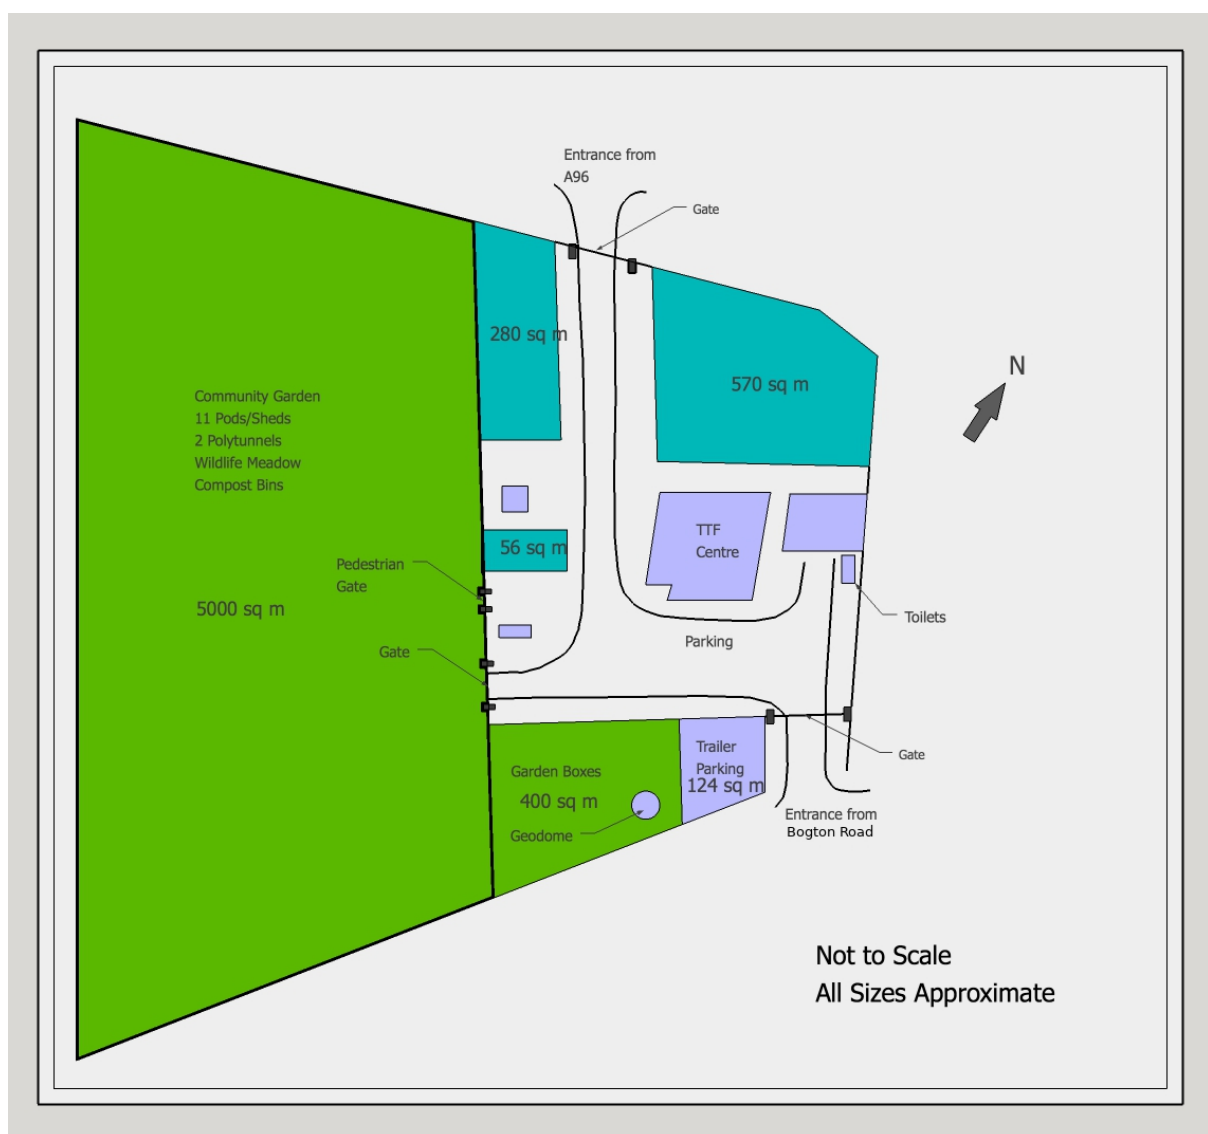 Entrance from
A96
Gate
280 sq m
570 sq m
N
Community Garden
11 Pods/Sheds
2 Polytunnels
Wildlife Meadow
Compost Bins
TTF
Centre
56 sq m
Pedestrian
Gate
5000 sq m
Toilets
Parking
Gate
Trailer
Parking
124 sq m
Gate
Garden Boxes
400 sq m
Geodome
Entrance from
Bogton Road
Not to Scale
All Sizes Approximate